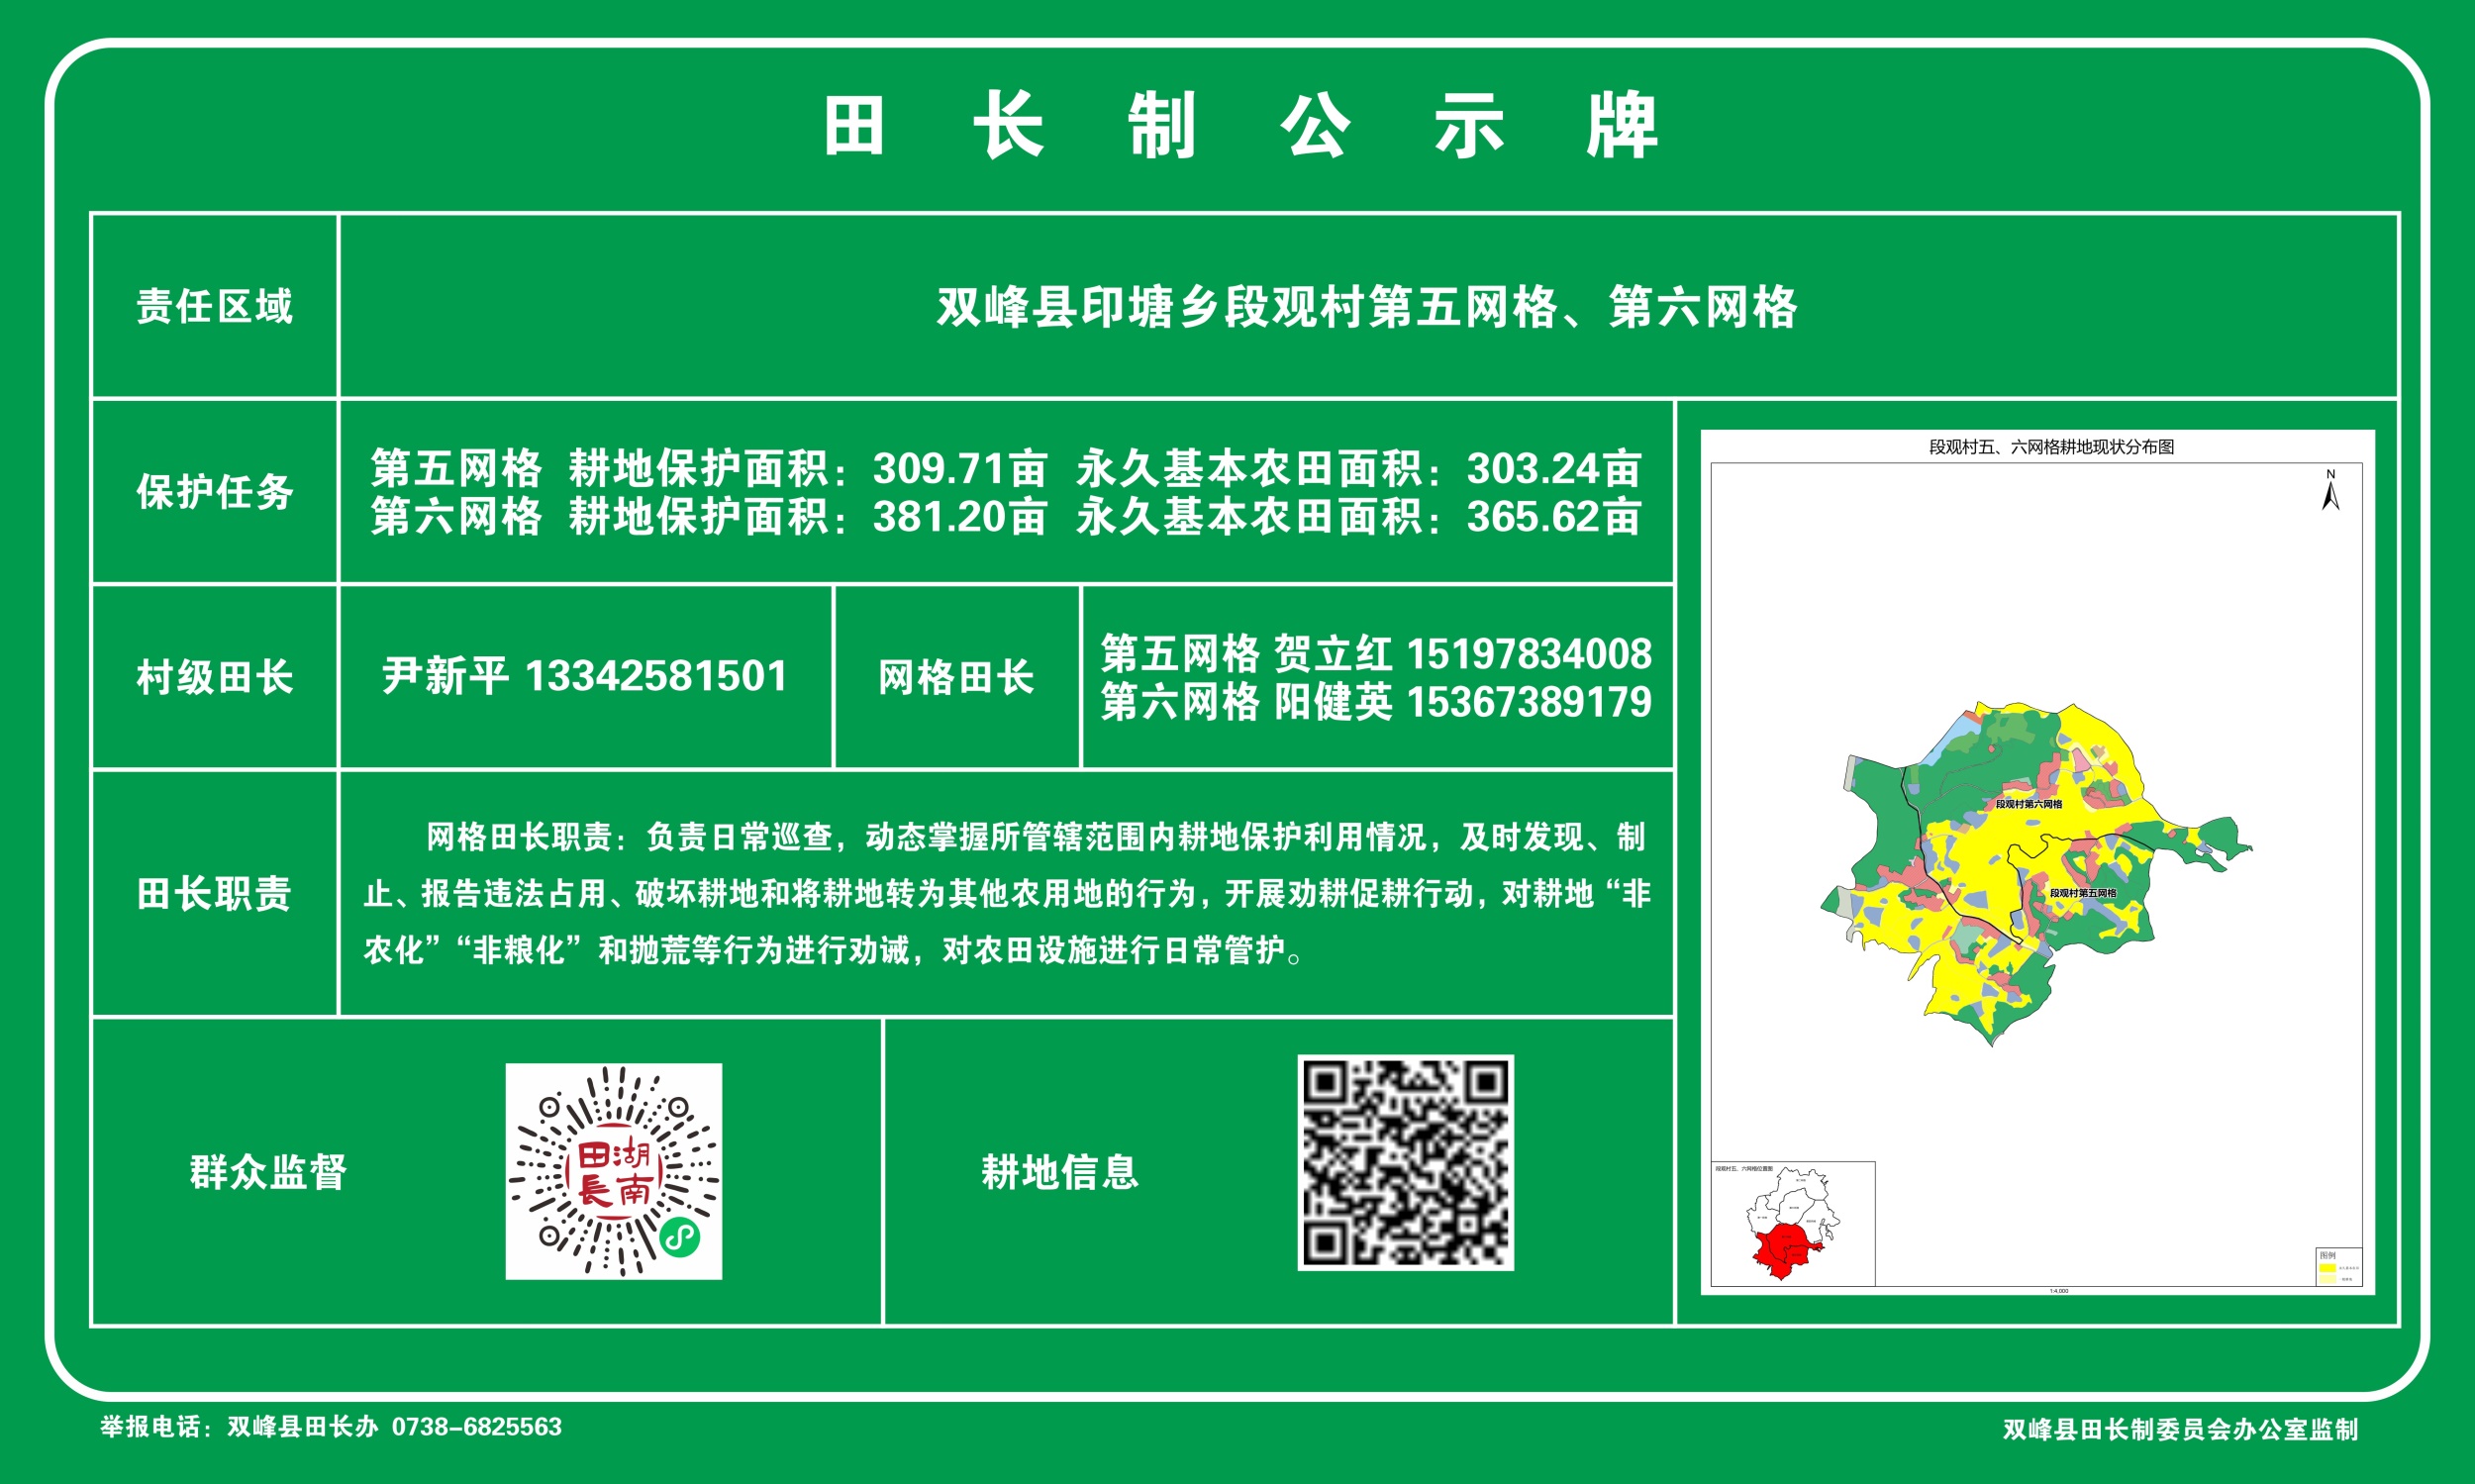 田长制公示牌
责任区域
双峰县印塘乡段观村第五网格、第六网格
保护任务
第五网格 耕地保护面积：309.71亩 永久基本农田面积：303.24亩
第六网格 耕地保护面积：381.20亩 永久基本农田面积：365.62亩
村级田长
尹新平 13342581501
网格田长
第五网格 贺立红 15197834008
第六网格 阳健英 15367389179
田长职责
网格田长职责：负责日常巡查，动态掌握所管辖范围内耕地保护利用情况，及时发现、制
止、报告违法占用、破坏耕地和将耕地转为其他农用地的行为，开展劝耕促耕行动，对耕地“非
农化”“非粮化”和抛荒等行为进行劝诫，对农田设施进行日常管护。
群众监督
湖南
田長
耕地信息
段观村五、六网格耕地现状分布图
N
段观村第六网格
段观村第五网格
段观村五、六网格位置图
图例
1:4,000
举报电话：双峰县田长办 0738-6825563
双峰县田长制委员会办公室监制